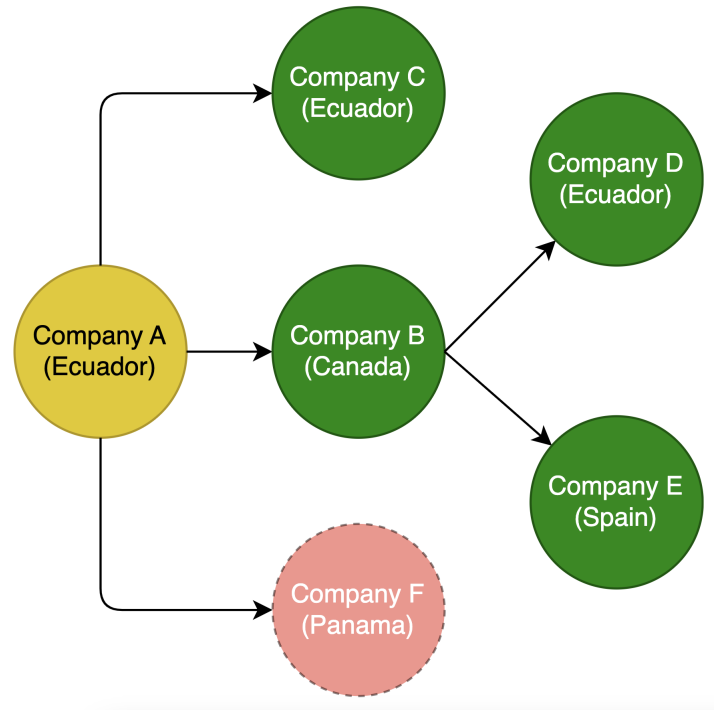 Company C
(Ecuador)
Company D
(Ecuador)
Company A
(Ecuador)
Company B
(Canada)
Company E
(Spain)
Company F
(Panama)